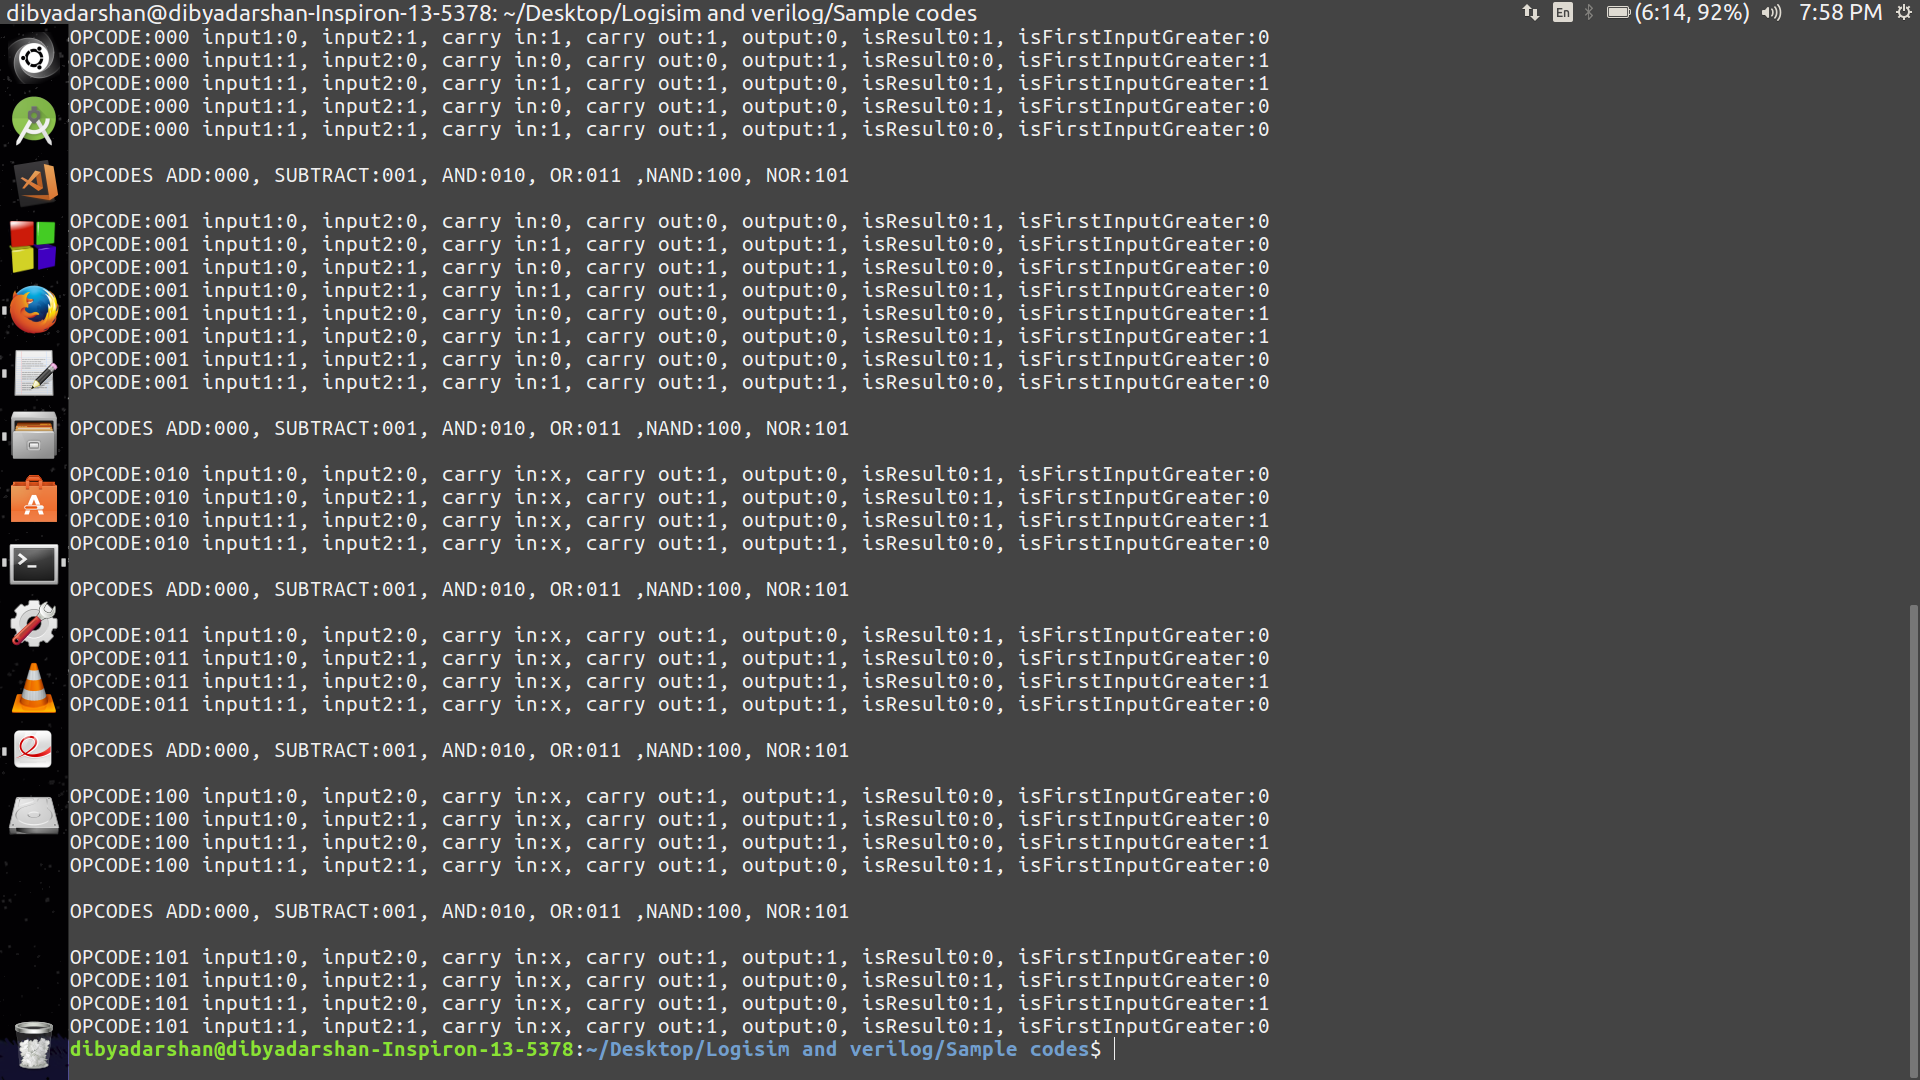 dibyadarshan@dibyadarshan-Inspiron-13-5378: ~/Desktop/Logisim and verilog/Sample codes En (6:14, 92%) 7:58 PM
OPCODE:000 input1:0, input2:1, carry in:1, carry out:1, output:0, isResult0:1, isFirstInputGreater:0
OPCODE:000 input1:1, input2:0, carry in:0, carry out:0, output:1, isResult0:0, isFirstInputGreater:1
OPCODE:000 input1:1, input2:0, carry in:1, carry out:1, output:0, isResult0:1, isFirstInputGreater:1
OPCODE:000 input1:1, input2:1, carry in:0, carry out:1, output:0, isResult0:1, isFirstInputGreater:0
OPCODE:000 input1:1, input2:1, carry in:1, carry out:1, output:1, isResult0:0, isFirstInputGreater:0
OPCODES ADD:000, SUBTRACT:001, AND:010, OR:011 ,NAND:100, NOR:101
OPCODE:001 input1:0, input2:0, carry in:0, carry out:0, output:0, isResult0:1, isFirstInputGreater:0
OPCODE:001 input1:0, input2:0, carry in:1, carry out:1, output:1, isResult0:0, isFirstInputGreater:0
OPCODE:001 input1:0, input2:1, carry in:0, carry out:1, output:1, isResult0:0, isFirstInputGreater:0
OPCODE:001 input1:0, input2:1, carry in:1, carry out:1, output:0, isResult0:1, isFirstInputGreater:0
OPCODE:001 input1:1, input2:0, carry in:0, carry out:0, output:1, isResult0:0, isFirstInputGreater:1
OPCODE:001 input1:1, input2:0, carry in:1, carry out:0, output:0, isResult0:1, isFirstInputGreater:1
OPCODE:001 input1:1, input2:1, carry in:0, carry out:0, output:0, isResult0:1, isFirstInputGreater:0
OPCODE:001 input1:1, input2:1, carry in:1, carry out:1, output:1, isResult0:0, isFirstInputGreater:0
OPCODES ADD:000, SUBTRACT:001, AND:010, OR:011 ,NAND:100, NOR:101
OPCODE:010 input1:0, input2:0, carry in:x, carry out:1, output:0, isResult0:1, isFirstInputGreater:0
OPCODE:010 input1:0, input2:1, carry in:x, carry out:1, output:0, isResult0:1, isFirstInputGreater:0
OPCODE:010 input1:1, input2:0, carry in:x, carry out:1, output:0, isResult0:1, isFirstInputGreater:1
OPCODE:010 input1:1, input2:1, carry in:x, carry out:1, output:1, isResult0:0, isFirstInputGreater:0
OPCODES ADD:000, SUBTRACT:001, AND:010, OR:011 ,NAND:100, NOR:101
OPCODE:011 input1:0, input2:0, carry in:x, carry out:1, output:0, isResult0:1, isFirstInputGreater:0
OPCODE:011 input1:0, input2:1, carry in:x, carry out:1, output:1, isResult0:0, isFirstInputGreater:0
OPCODE:011 input1:1, input2:0, carry in:x, carry out:1, output:1, isResult0:0, isFirstInputGreater:1
OPCODE:011 input1:1, input2:1, carry in:x, carry out:1, output:1, isResult0:0, isFirstInputGreater:0
OPCODES ADD:000, SUBTRACT:001, AND:010, OR:011 ,NAND:100, NOR:101
OPCODE:100 input1:0, input2:0, carry in:x, carry out:1, output:1, isResult0:0, isFirstInputGreater:0
OPCODE:100 input1:0, input2:1, carry in:x, carry out:1, output:1, isResult0:0, isFirstInputGreater:0
OPCODE:100 input1:1, input2:0, carry in:x, carry out:1, output:1, isResult0:0, isFirstInputGreater:1
OPCODE:100 input1:1, input2:1, carry in:x, carry out:1, output:0, isResult0:1, isFirstInputGreater:0
OPCODES ADD:000, SUBTRACT:001, AND:010, OR:011 ,NAND:100, NOR:101
OPCODE:101 input1:0, input2:0, carry in:x, carry out:1, output:1, isResult0:0, isFirstInputGreater:0
OPCODE:101 input1:0, input2:1, carry in:x, carry out:1, output:0, isResult0:1, isFirstInputGreater:0
OPCODE:101 input1:1, input2:0, carry in:x, carry out:1, output:0, isResult0:1, isFirstInputGreater:1
OPCODE:101 input1:1, input2:1, carry in:x, carry out:1, output:0, isResult0:1, isFirstInputGreater:0
dibyadarshan@dibyadarshan-Inspiron-13-5378:~/Desktop/Logisim and verilog/Sample codes$